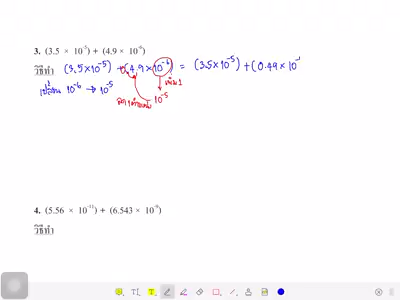 3. (3.5 × 10⁻⁵) + (4.9 × 10⁻⁶)
วิธีทำ (3.5×10⁻⁵) + (4.9×10⁻⁶) = (3.5×10⁻⁵) + (0.49×10⁻
เปลี่ยน 10⁻⁶ → 10⁻⁵ 10⁻⁵ เพิ่ม 1
4. (5.56 × 10⁻¹¹) + (6.543 × 10⁻⁹)
วิธีทำ